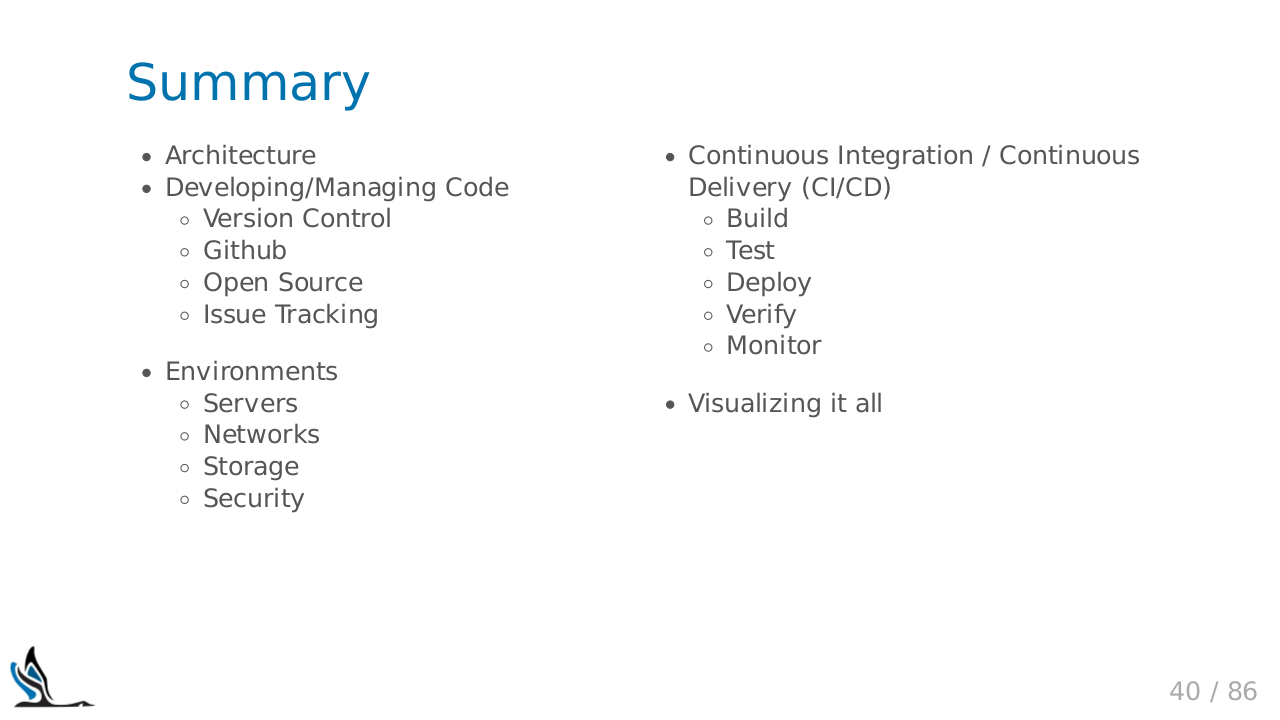 Summary
Architecture
Developing/Managing Code
Version Control
Github
Open Source
Issue Tracking
Environments
Servers
Networks
Storage
Security
Continuous Integration / Continuous
Delivery (CI/CD)
Build
Test
Deploy
Verify
Monitor
Visualizing it all
40 / 86